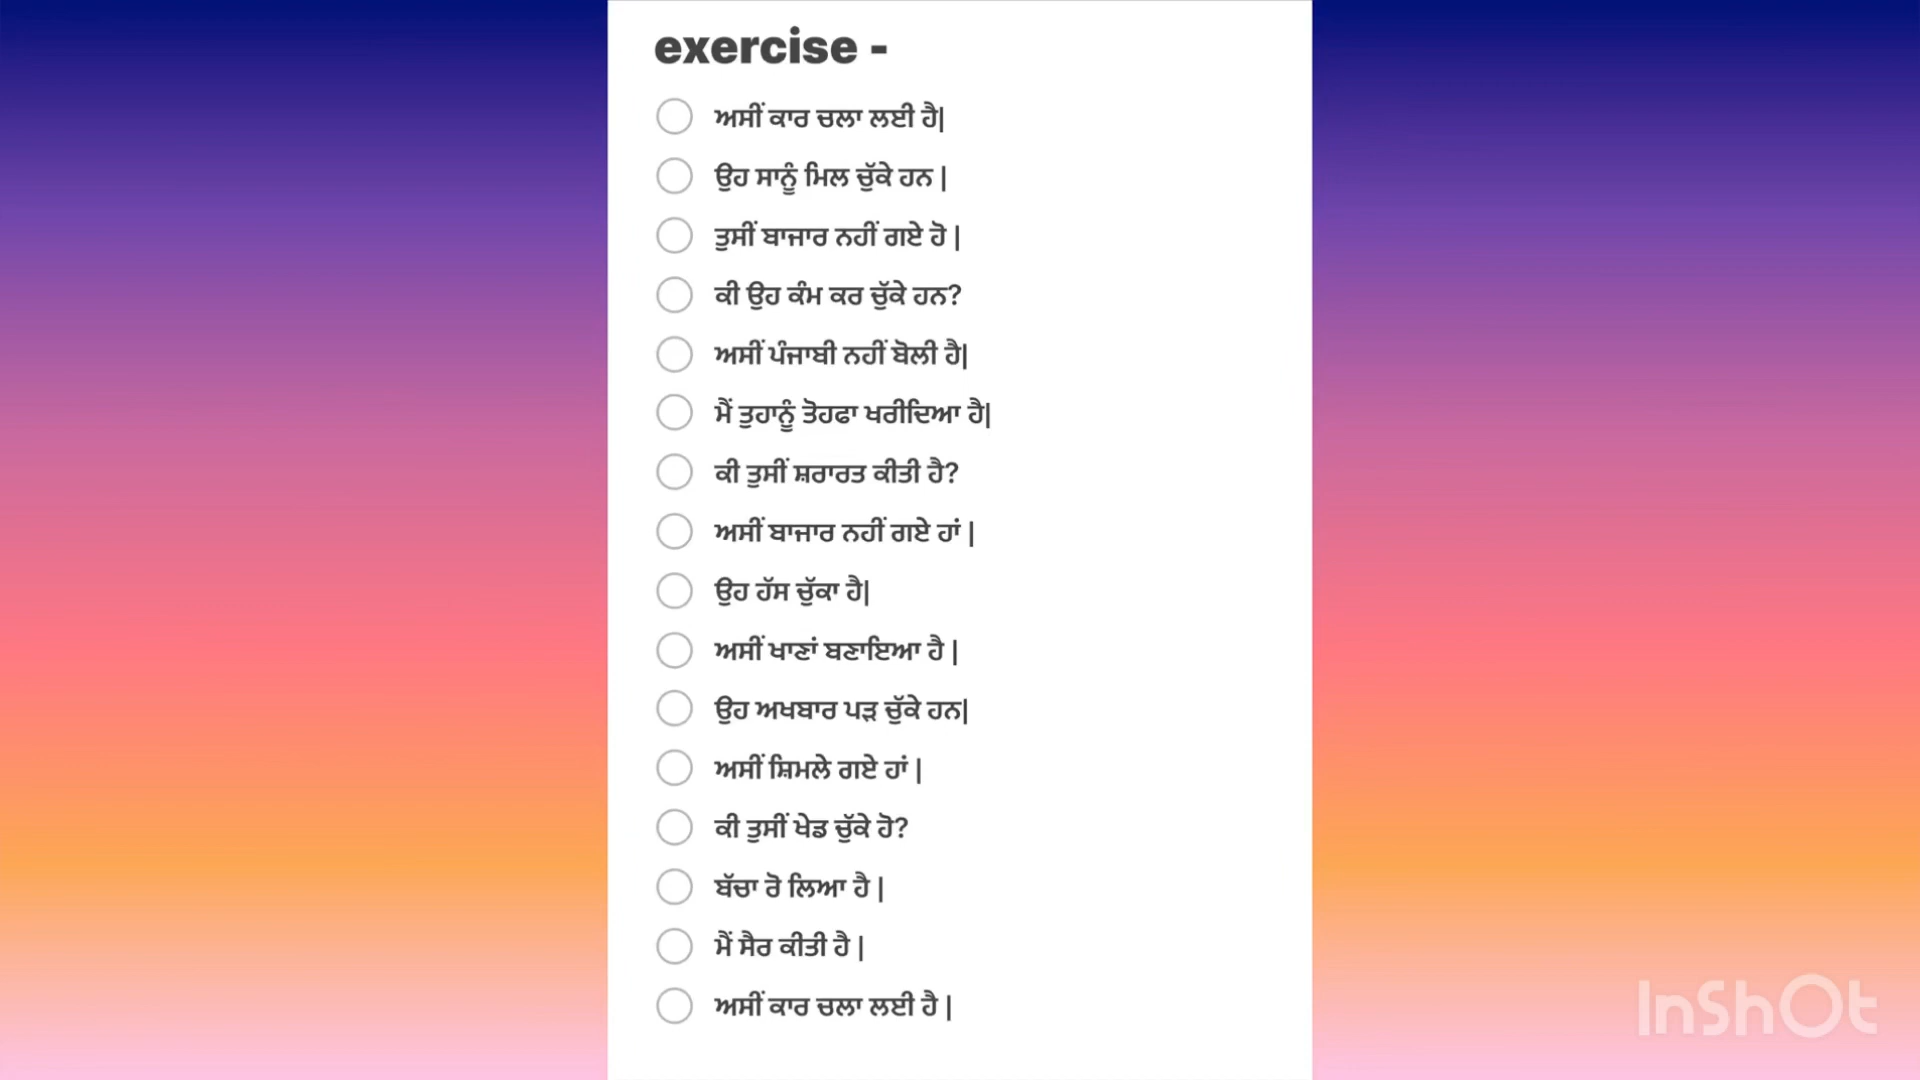 exercise -
ਅਸੀਂ ਕਾਰ ਚਲਾ ਲਈ ਹੈ|
ਉਹ ਸਾਨੂੰ ਮਿਲ ਚੁੱਕੇ ਹਨ |
ਤੁਸੀਂ ਬਾਜਾਰ ਨਹੀਂ ਗਏ ਹੋ |
ਕੀ ਉਹ ਕੰਮ ਕਰ ਚੁੱਕੇ ਹਨ?
ਅਸੀਂ ਪੰਜਾਬੀ ਨਹੀਂ ਬੋਲੀ ਹੈ|
ਮੈਂ ਤੁਹਾਨੂੰ ਤੋਹਫਾ ਖਰੀਦਿਆ ਹੈ|
ਕੀ ਤੁਸੀਂ ਸ਼ਰਾਰਤ ਕੀਤੀ ਹੈ?
ਅਸੀਂ ਬਾਜਾਰ ਨਹੀਂ ਗਏ ਹਾਂ |
ਉਹ ਹੱਸ ਚੁੱਕਾ ਹੈ|
ਅਸੀਂ ਖਾਣਾਂ ਬਣਾਇਆ ਹੈ |
ਉਹ ਅਖਬਾਰ ਪੜ ਚੁੱਕੇ ਹਨ|
ਅਸੀਂ ਸ਼ਿਮਲੇ ਗਏ ਹਾਂ |
ਕੀ ਤੁਸੀਂ ਖੇਡ ਚੁੱਕੇ ਹੋ?
ਬੱਚਾ ਰੋ ਲਿਆ ਹੈ |
ਮੈਂ ਸੈਰ ਕੀਤੀ ਹੈ |
ਅਸੀਂ ਕਾਰ ਚਲਾ ਲਈ ਹੈ |
InShOt